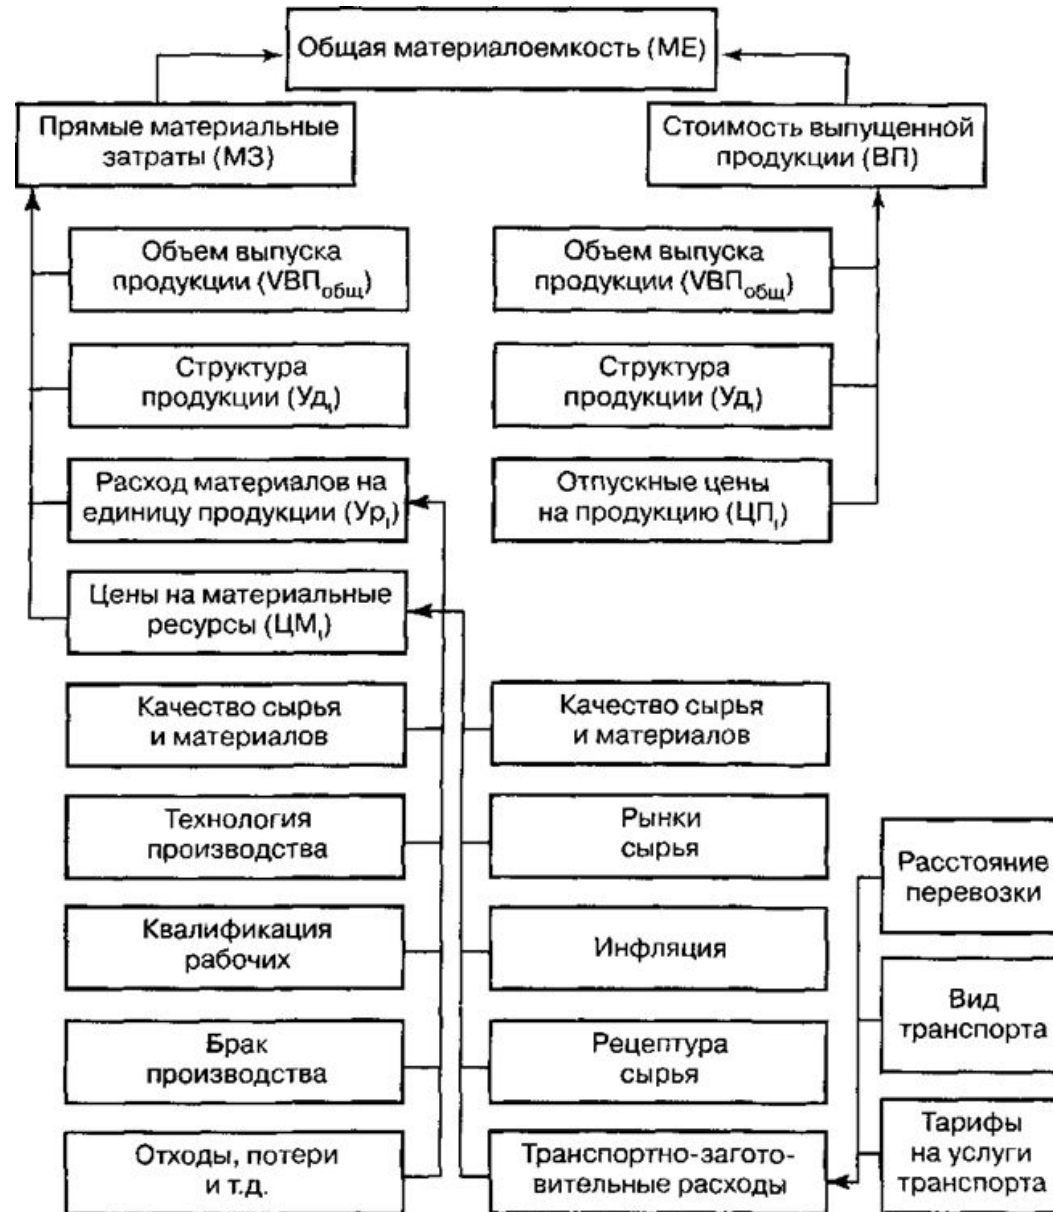 Общая материалоемкость (МЕ)
Прямые материальные
затраты (МЗ)
Стоимость выпущенной
продукции (ВП)
Объем выпуска
продукции (VВПобщ)
Объем выпуска
продукции (VВПобщ)
Структура
продукции (Удi)
Структура
продукции (Удi)
Расход материалов на
единицу продукции (Урi)
Отпускные цены
на продукцию (ЦПi)
Цены на материальные
ресурсы (ЦМi)
Качество сырья
и материалов
Качество сырья
и материалов
Технология
производства
Рынки
сырья
Расстояние
перевозки
Квалификация
рабочих
Инфляция
Вид
транспорта
Брак
производства
Рецептура
сырья
Отходы, потери
и т.д.
Транспортно-загото-
вительные расходы
Тарифы
на услуги
транспорта